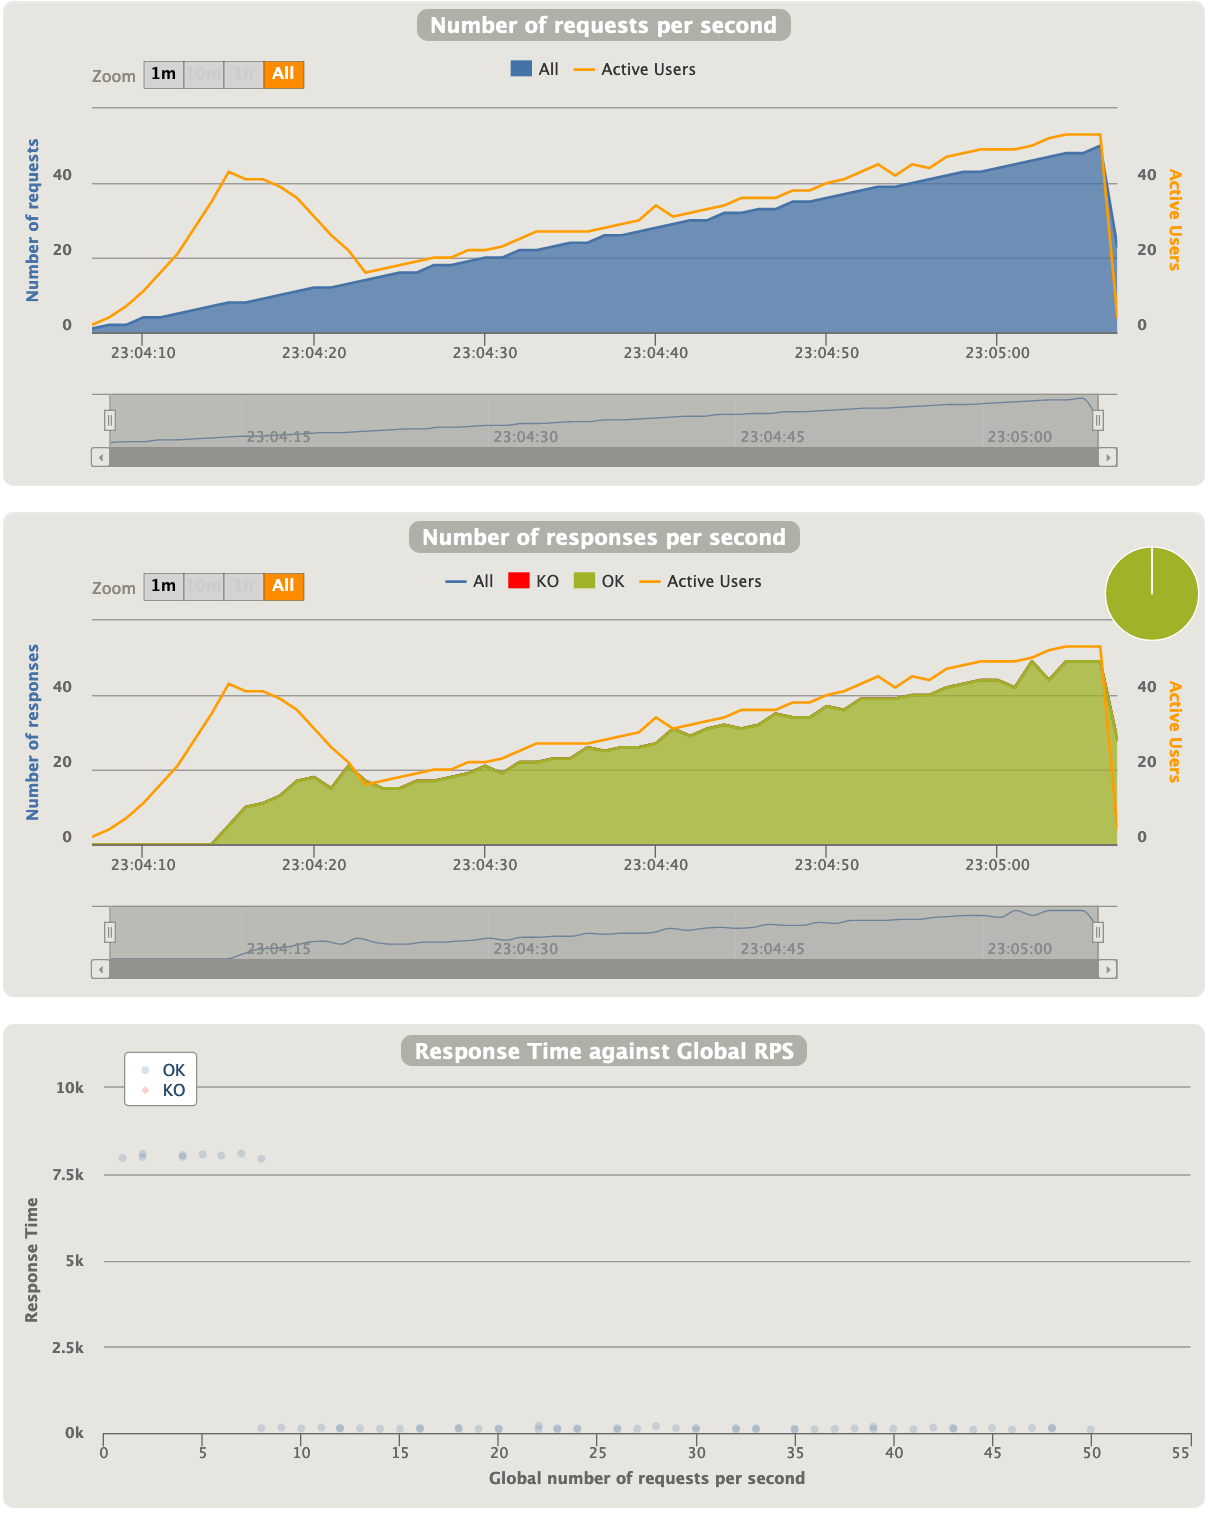 Number of requests per second
Zoom 1m 10m 1h All
All Active Users
Number of requests
Active Users
40 40
20 20
0 0
23:04:10 23:04:20 23:04:30 23:04:40 23:04:50 23:05:00
23:04:15 23:04:30 23:04:45 23:05:00
Number of responses per second
Zoom 1m 10m 1h All
All KO OK Active Users
Number of responses
Active Users
40 40
20 20
0 0
23:04:10 23:04:20 23:04:30 23:04:40 23:04:50 23:05:00
23:04:15 23:04:30 23:04:45 23:05:00
Response Time against Global RPS
OK
KO
Response Time
10k
7.5k
5k
2.5k
0k
0 5 10 15 20 25 30 35 40 45 50 55
Global number of requests per second